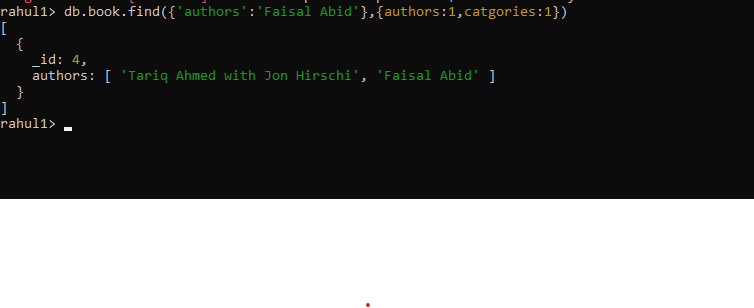 rahul1> db.book.find({'authors':'Faisal Abid'},{authors:1,catgories:1})
[
  {
    _id: 4,
    authors: [ 'Tariq Ahmed with Jon Hirschi', 'Faisal Abid' ]
  }
]
rahul1>